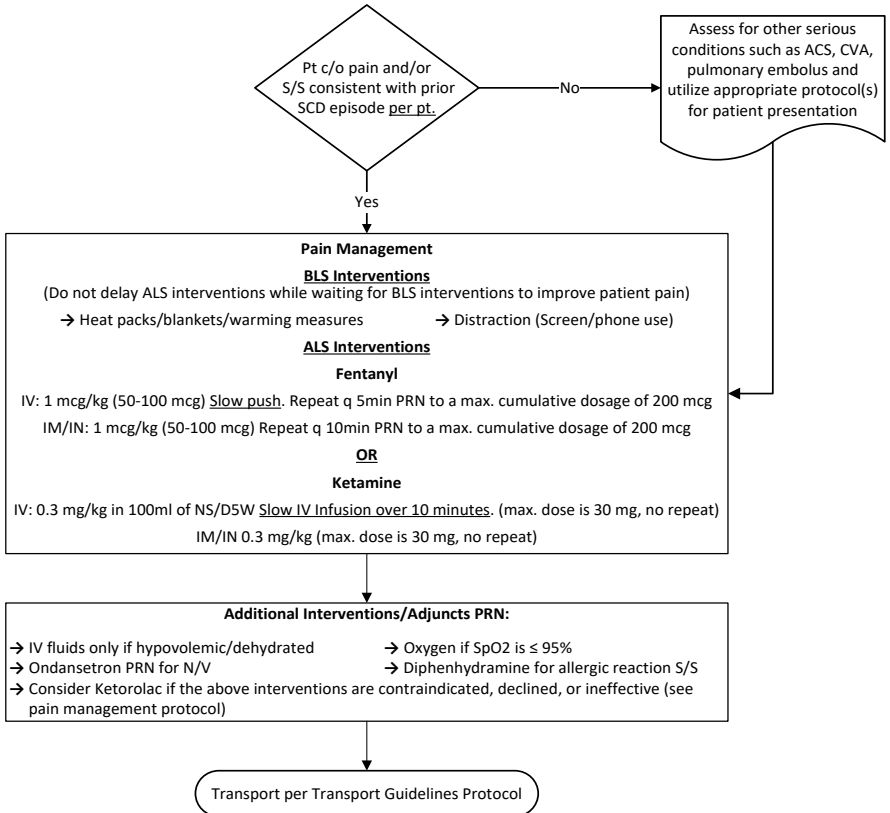 Pt c/o pain and/or
S/S consistent with prior
SCD episode per pt.
No
Assess for other serious
conditions such as ACS, CVA,
pulmonary embolus and
utilize appropriate protocol(s)
for patient presentation
Yes
Pain Management
BLS Interventions
(Do not delay ALS interventions while waiting for BLS interventions to improve patient pain)
→ Heat packs/blankets/warming measures → Distraction (Screen/phone use)
ALS Interventions
Fentanyl
IV: 1 mcg/kg (50-100 mcg) Slow push. Repeat q 5min PRN to a max. cumulative dosage of 200 mcg
IM/IN: 1 mcg/kg (50-100 mcg) Repeat q 10min PRN to a max. cumulative dosage of 200 mcg
OR
Ketamine
IV: 0.3 mg/kg in 100ml of NS/D5W Slow IV Infusion over 10 minutes. (max. dose is 30 mg, no repeat)
IM/IN 0.3 mg/kg (max. dose is 30 mg, no repeat)
Additional Interventions/Adjuncts PRN:
→ IV fluids only if hypovolemic/dehydrated → Oxygen if SpO2 is ≤ 95%
→ Ondansetron PRN for N/V → Diphenhydramine for allergic reaction S/S
→ Consider Ketorolac if the above interventions are contraindicated, declined, or ineffective (see
pain management protocol)
Transport per Transport Guidelines Protocol